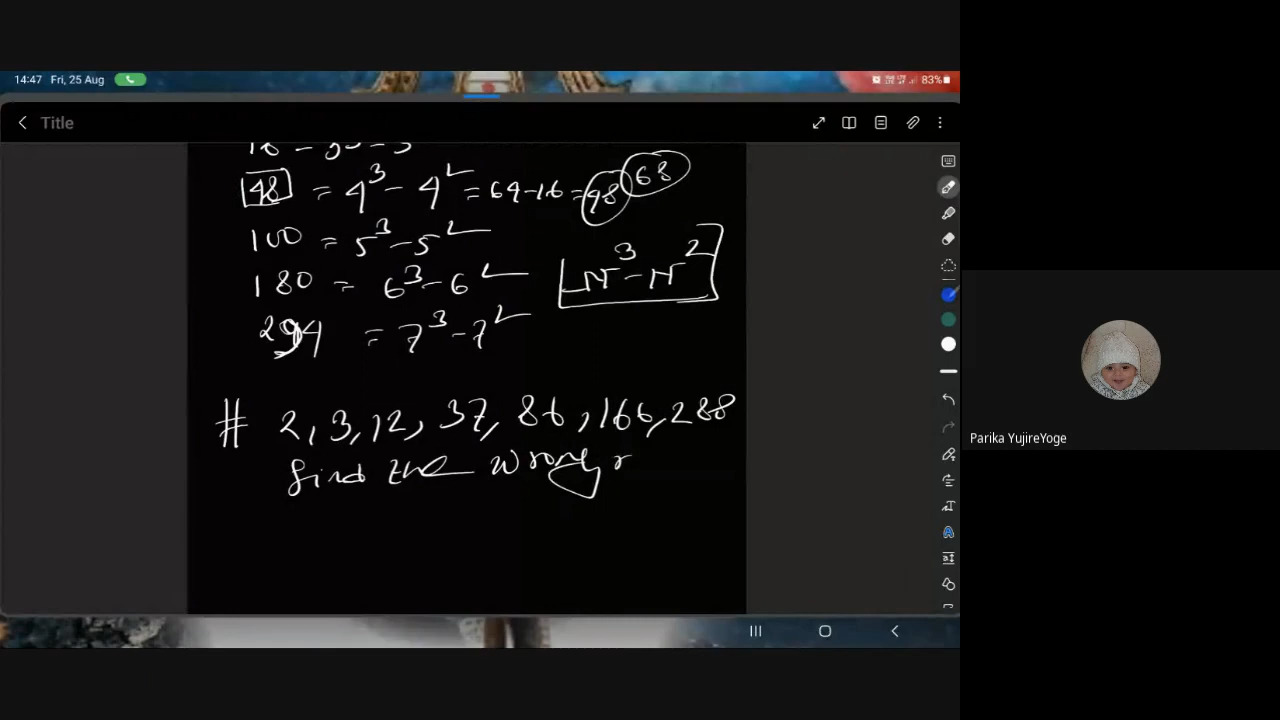 14:47 Fri, 25 Aug 83%
Title
48 = 4³ - 4² = 64-16 = 48 68
100 = 5³ - 5²
180 = 6³ - 6² N³ - N²
294 = 7³ - 7²
# 2, 3, 12, 37, 86, 166, 288
find the wrong
Parika YujireYoge